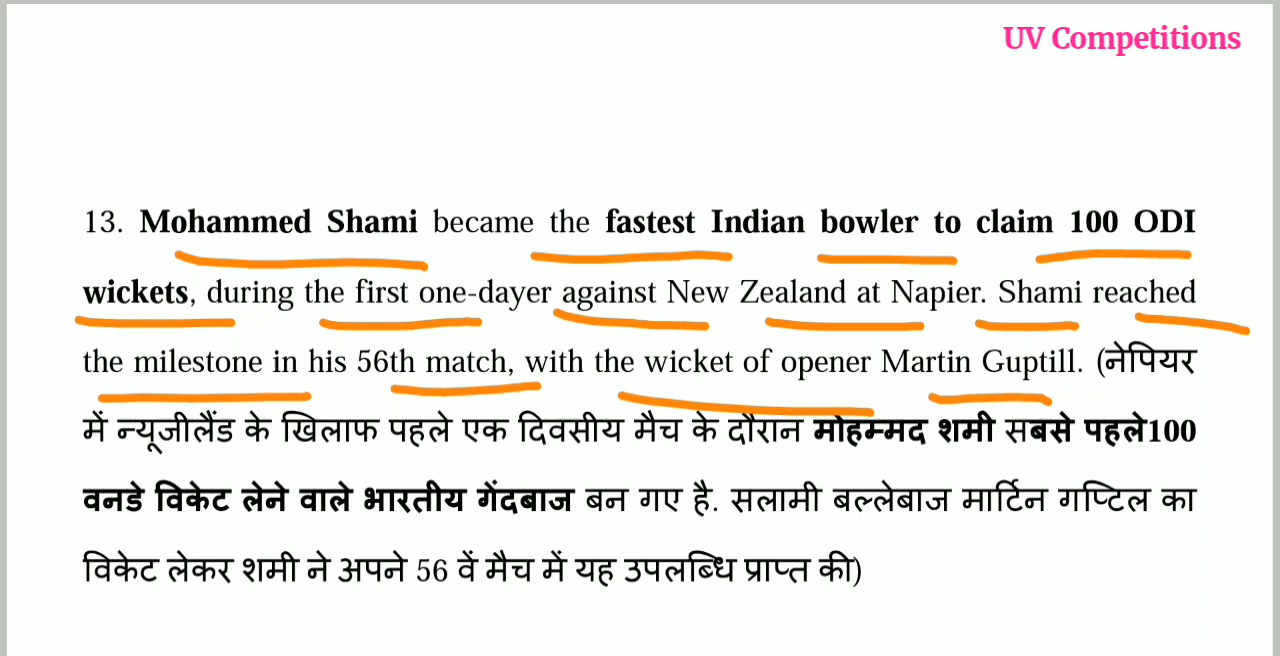 UV Competitions
13. Mohammed Shami became the fastest Indian bowler to claim 100 ODI
wickets, during the first one-dayer against New Zealand at Napier. Shami reached
the milestone in his 56th match, with the wicket of opener Martin Guptill. (नेपियर
में न्यूजीलैंड के खिलाफ पहले एक दिवसीय मैच के दौरान मोहम्मद शमी सबसे पहले100
वनडे विकेट लेने वाले भारतीय गेंदबाज बन गए है. सलामी बल्लेबाज मार्टिन गप्टिल का
विकेट लेकर शमी ने अपने 56 वें मैच में यह उपलब्धि प्राप्त की)